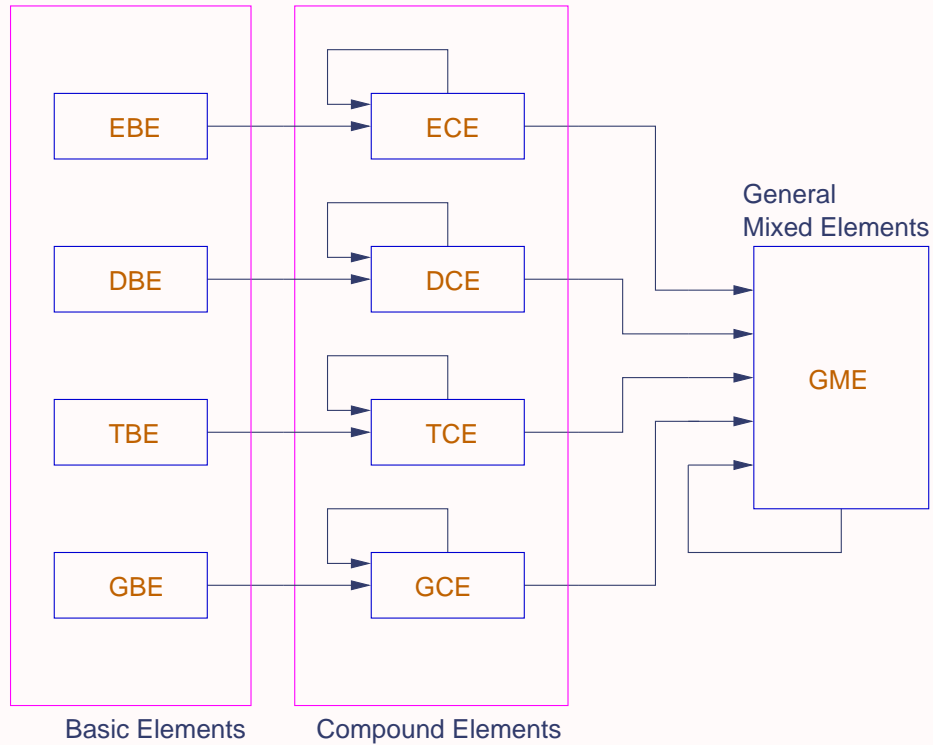 EBE
ECE
General
Mixed Elements
DBE
DCE
GME
TBE
TCE
GBE
GCE
Basic Elements
Compound Elements